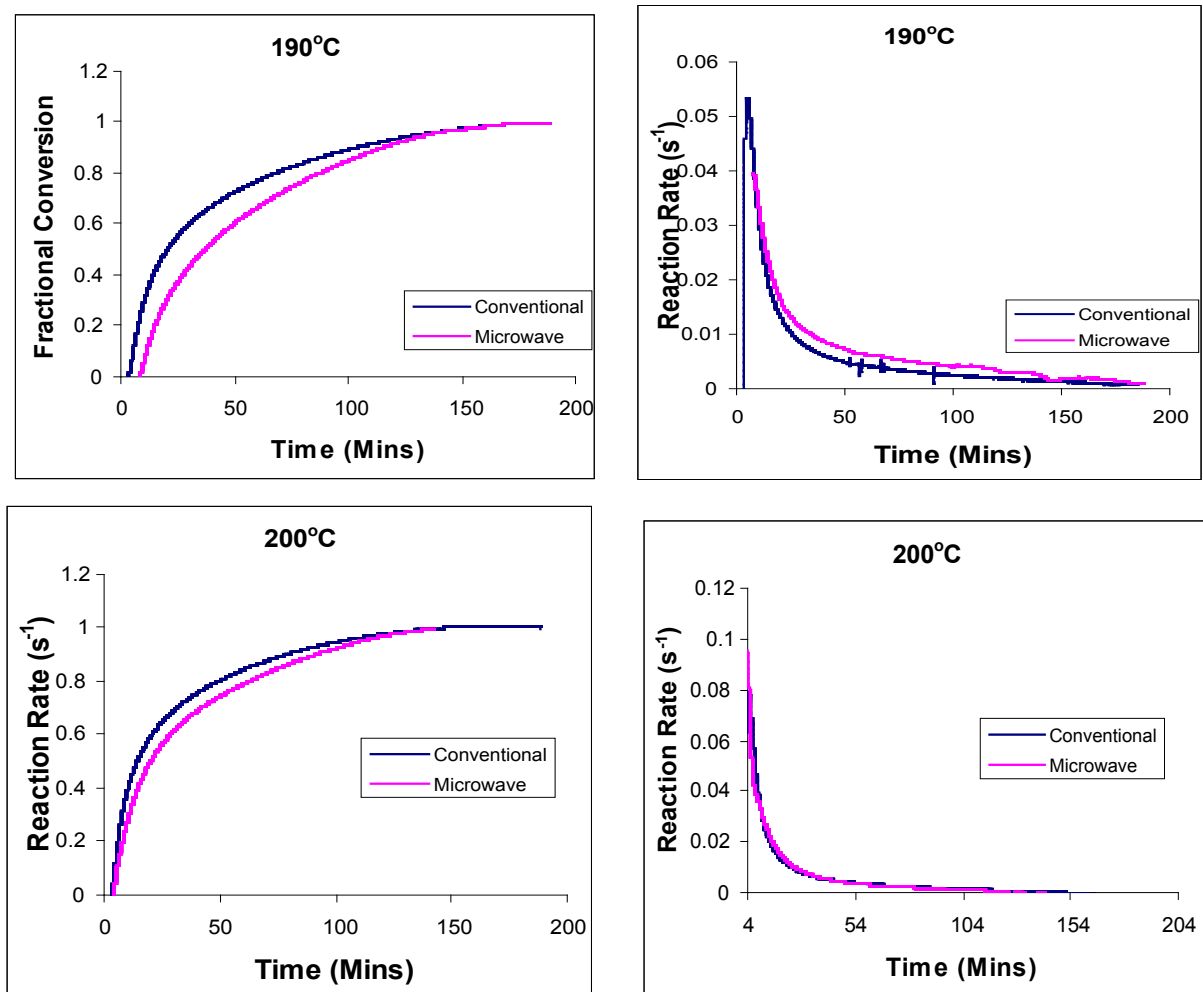 190°C
Fractional Conversion
1.2
1
0.8
0.6
0.4
0.2
0
0 50 100 150 200
Time (Mins)
Conventional
Microwave
190°C
Reaction Rate (s⁻¹)
0.06
0.05
0.04
0.03
0.02
0.01
0
0 50 100 150 200
Time (Mins)
Conventional
Microwave
200°C
Reaction Rate (s⁻¹)
1.2
1
0.8
0.6
0.4
0.2
0
0 50 100 150 200
Time (Mins)
Conventional
Microwave
200°C
Reaction Rate (s⁻¹)
0.12
0.1
0.08
0.06
0.04
0.02
0
4 54 104 154 204
Time (Mins)
Conventional
Microwave